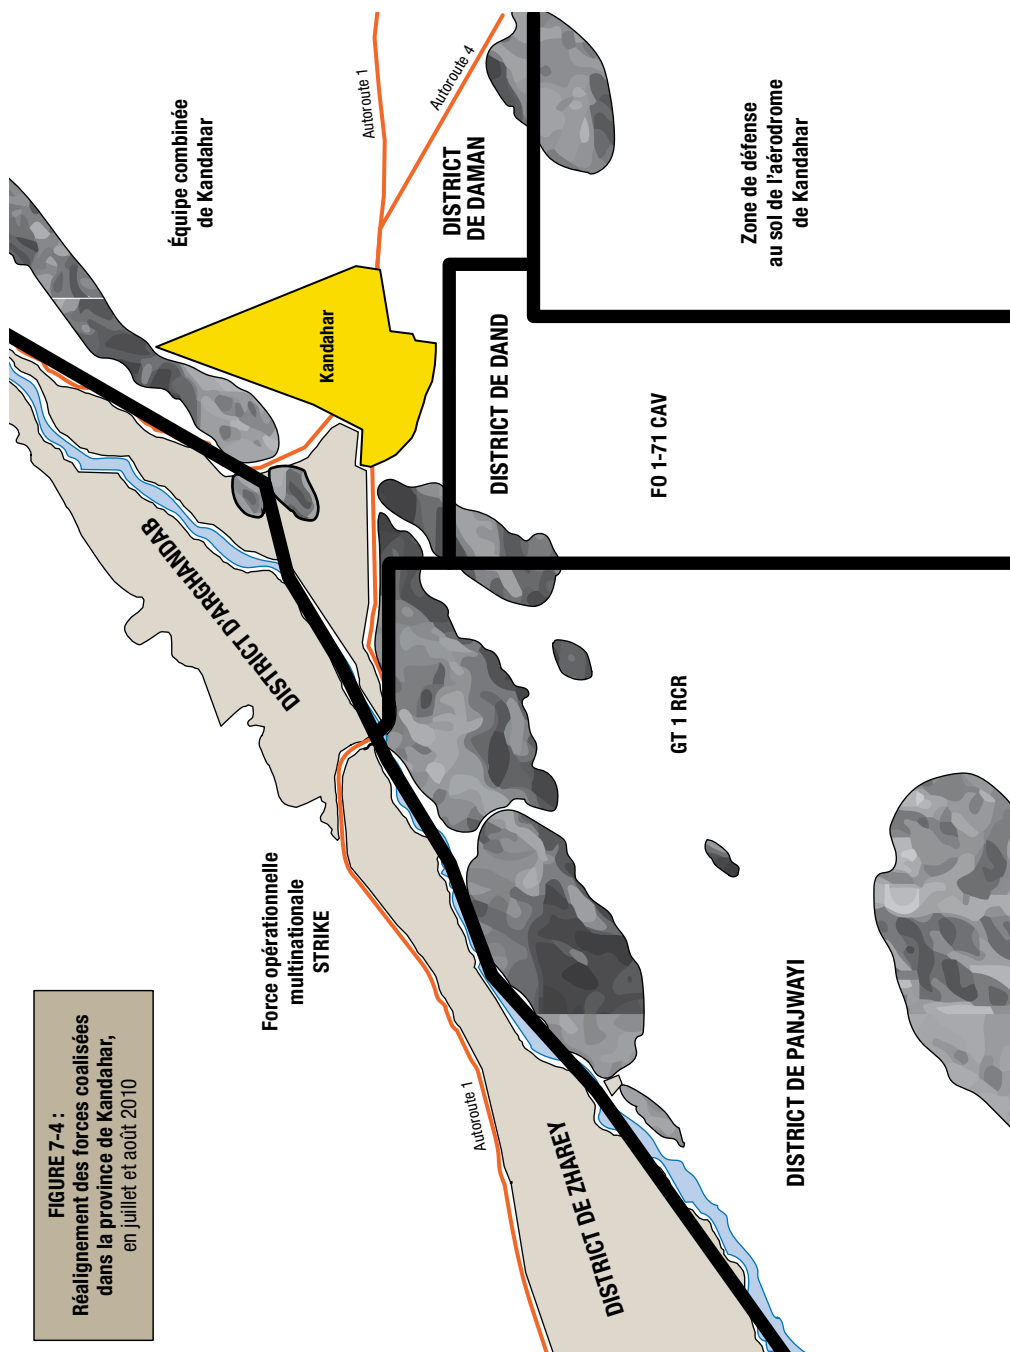 FIGURE 7-4 :
Réalignement des forces coalisées
dans la province de Kandahar,
en juillet et août 2010
Force opérationnelle
multinationale
STRIKE
Équipe combinée
de Kandahar
Autoroute 1
Autoroute 4
DISTRICT D'ARGHANDAB
Kandahar
DISTRICT
DE DAMAN
Autoroute 1
DISTRICT DE ZHAREY
DISTRICT DE DAND
GT 1 RCR
FO 1-71 CAV
Zone de défense
au sol de l'aérodrome
de Kandahar
DISTRICT DE PANJWAYI